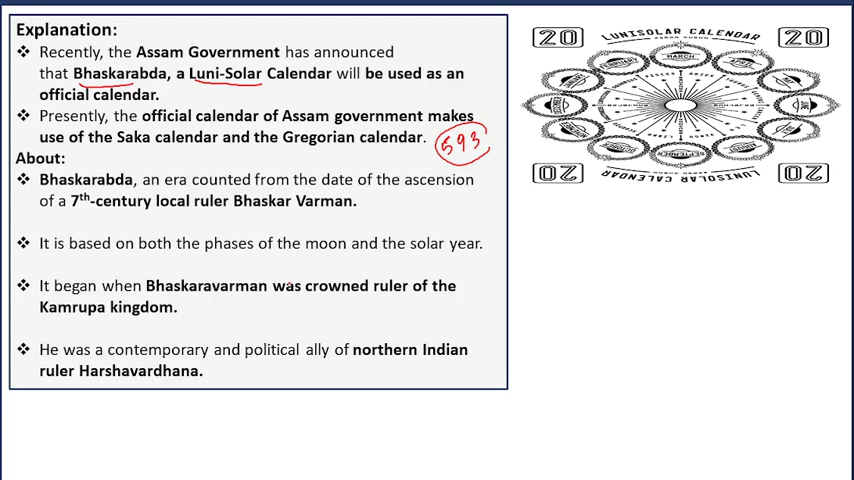 Explanation:
❖ Recently, the Assam Government has announced
that Bhaskarabda, a Luni-Solar Calendar will be used as an
official calendar.
❖ Presently, the official calendar of Assam government makes
use of the Saka calendar and the Gregorian calendar.
593
About:
❖ Bhaskarabda, an era counted from the date of the ascension
of a 7th-century local ruler Bhaskar Varman.
❖ It is based on both the phases of the moon and the solar year.
❖ It began when Bhaskaravarman was crowned ruler of the
Kamrupa kingdom.
❖ He was a contemporary and political ally of northern Indian
ruler Harshavardhana.
20 LUNISOLAR CALENDAR 20
MARCH
PISCES
SEPTEMBER
20 LUNISOLAR CALENDAR 20